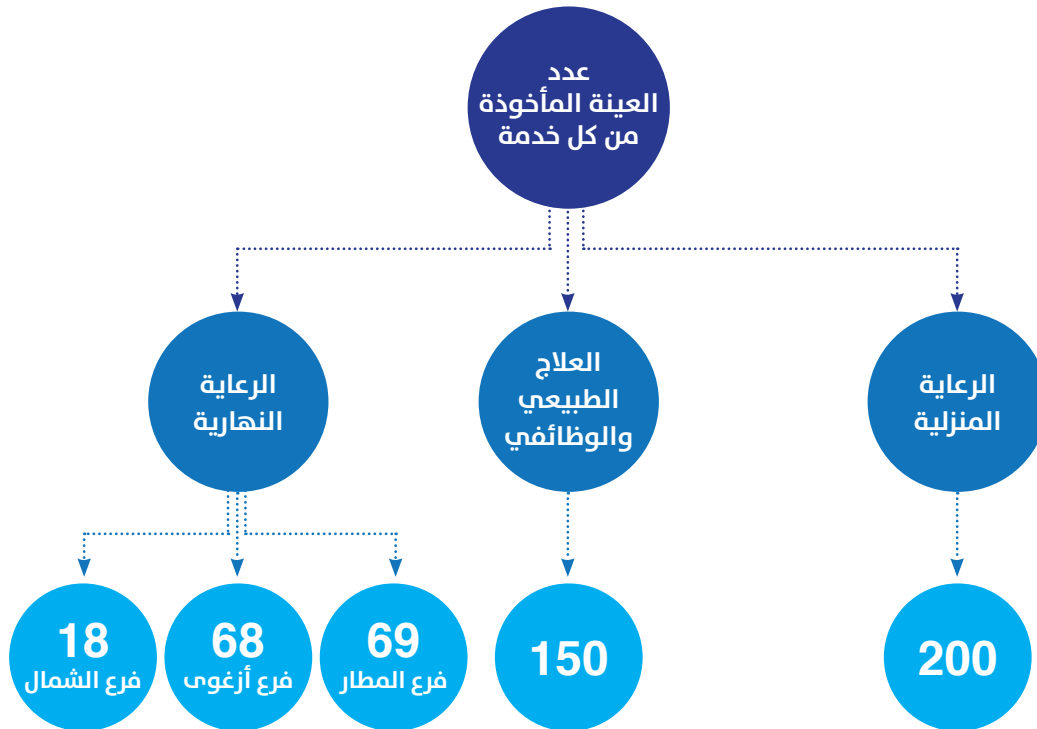 عدد
العينة المأخوذة
من كل خدمة
الرعاية
المنزلية
العلاج
الطبيعي
والوظائفي
الرعاية
النهارية
200
150
69
فرع المطار
68
فرع أزغوى
18
فرع الشمال